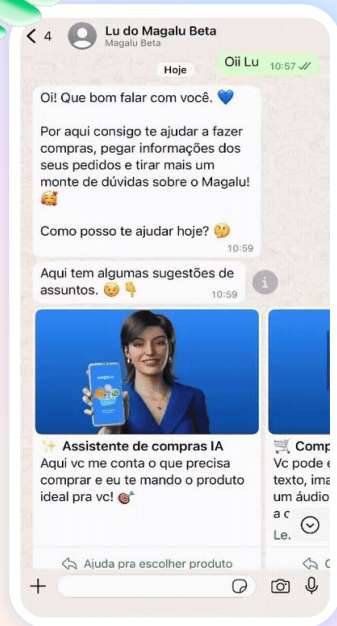 4
Lu do Magalu Beta
Magalu Beta
Oii Lu 10:57
Hoje
Oi! Que bom falar com você. 💙
Por aqui consigo te ajudar a fazer
compras, pegar informações dos
seus pedidos e tirar mais um
monte de dúvidas sobre o Magalu!
🥰
Como posso te ajudar hoje? 🤔
10:59
Aqui tem algumas sugestões de
assuntos. 😉👇
10:59
✨ Assistente de compras IA
Aqui vc me conta o que precisa
comprar e eu te mando o produto
ideal pra vc! 🎯
Ajuda pra escolher produto
🛒 Comp
Vc pode e
texto, ima
um áudio
a c
Le.